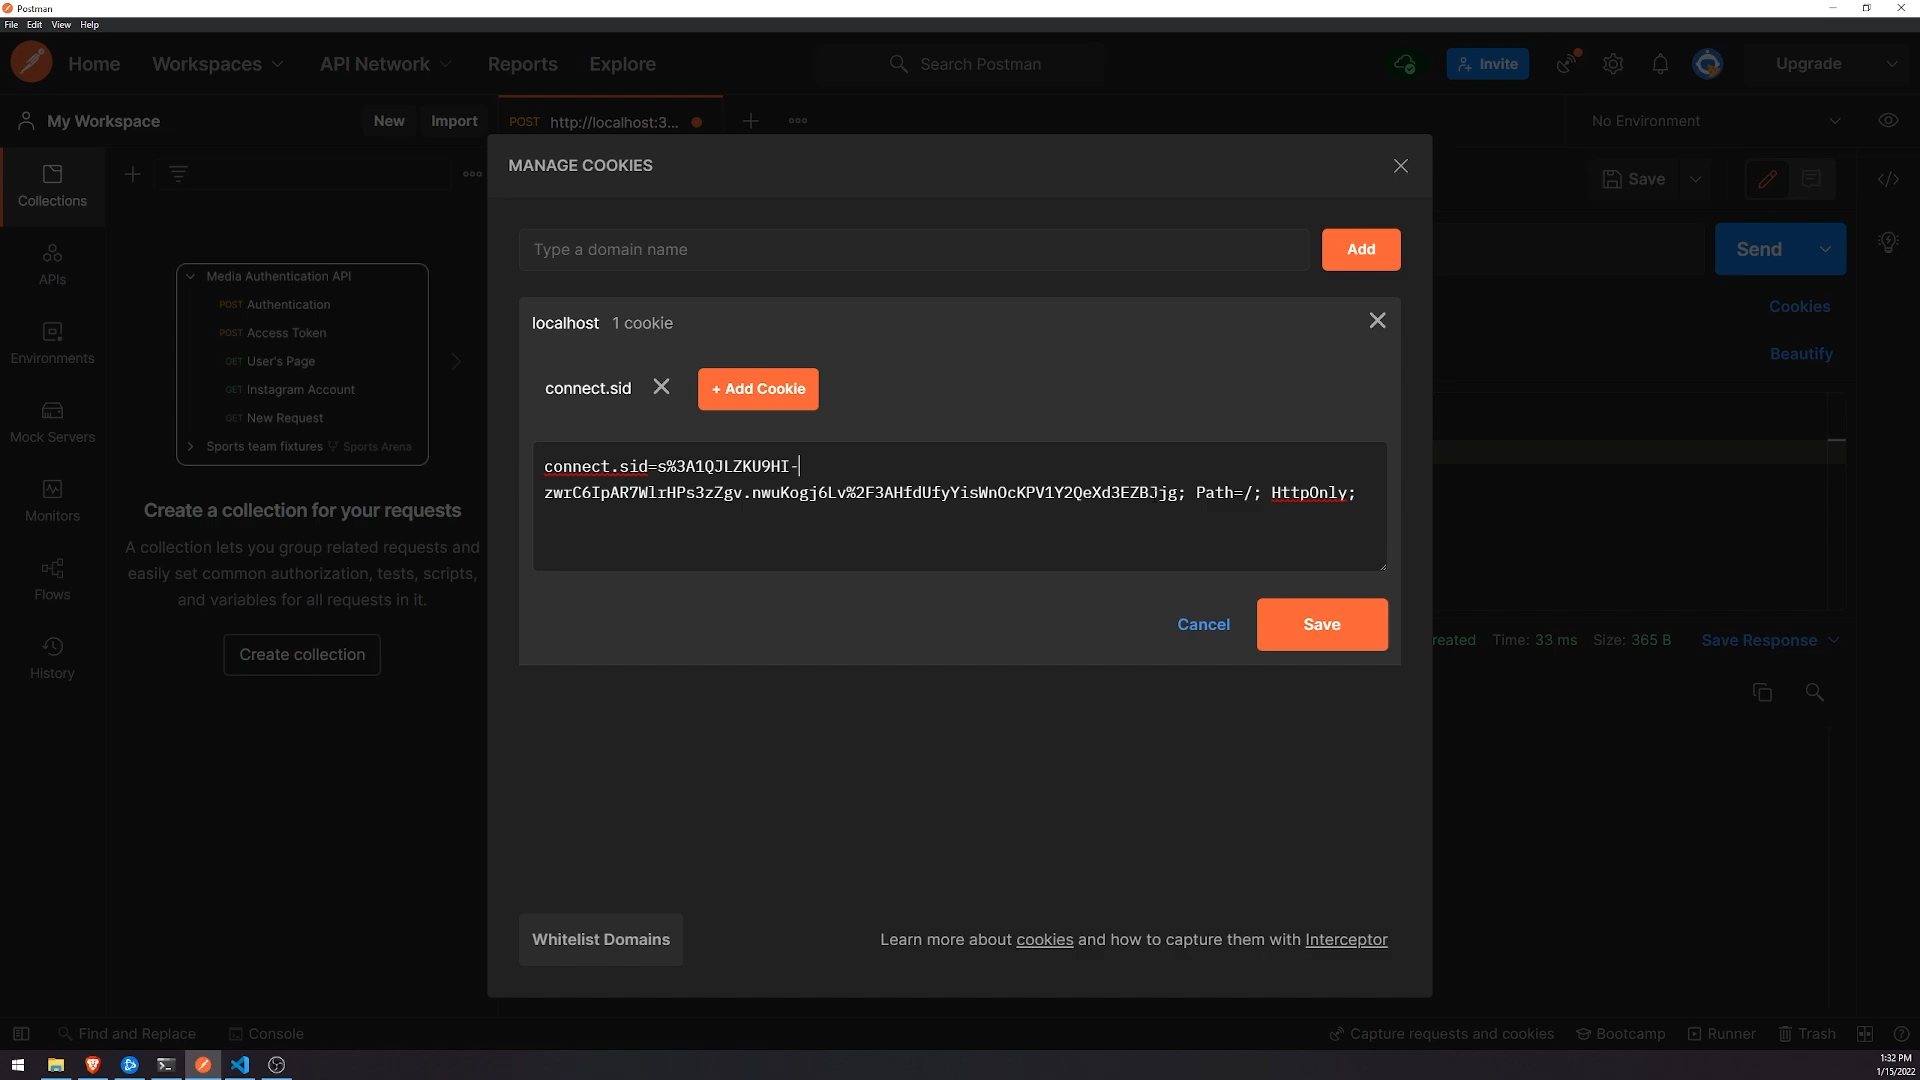 Postman
File Edit View Help
Home Workspaces API Network Reports Explore
Search Postman
Invite
Upgrade
My Workspace
New Import
POST http://localhost:3...
No Environment
MANAGE COOKIES
Collections
Save
Type a domain name
Add
Send
APIs
Media Authentication API
POST Authentication
POST Access Token
GET User's Page
GET Instagram Account
GET New Request
Sports team fixtures Sports Arena
localhost 1 cookie
Cookies
Environments
Beautify
connect.sid
+ Add Cookie
Mock Servers
connect.sid=s%3A1QJLZKU9HI-
zwrC6IpAR7WlrHPs3zZgv.nwuKogj6Lv%2F3AHfdUfyYisWnOcKPV1Y2QeXd3EZBJjg; Path=/; HttpOnly;
Monitors
Create a collection for your requests
A collection lets you group related requests and
easily set common authorization, tests, scripts,
and variables for all requests in it.
Flows
Cancel
Save
reated Time: 33 ms Size: 365 B Save Response
Create collection
History
Whitelist Domains
Learn more about cookies and how to capture them with Interceptor
Find and Replace Console
Capture requests and cookies Bootcamp Runner Trash
1:32 PM
1/15/2022